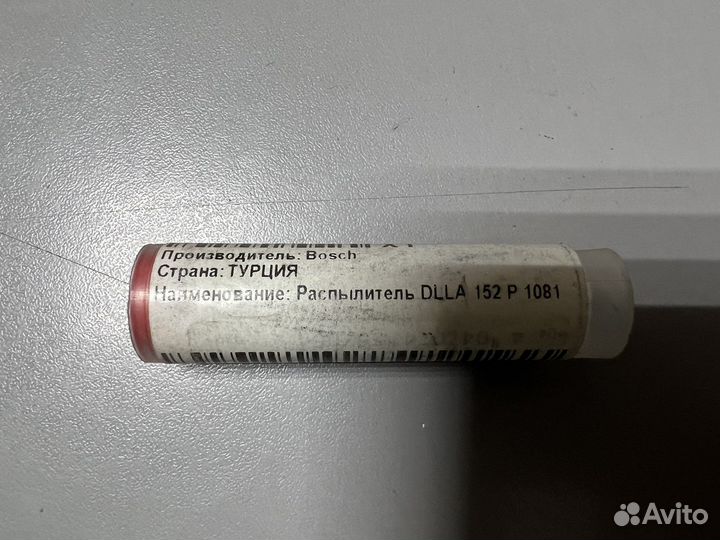 Производитель: Bosch
Страна: ТУРЦИЯ
Наименование: Распылитель DLLA 152 P 1081
Avito